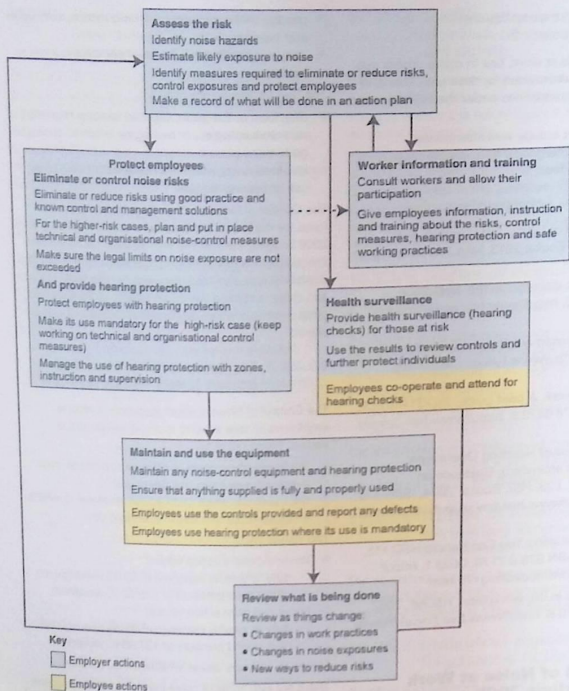 Assess the risk
Identify noise hazards
Estimate likely exposure to noise
Identify measures required to eliminate or reduce risks,
control exposures and protect employees
Make a record of what will be done in an action plan
Protect employees
Eliminate or control noise risks
Eliminate or reduce risks using good practice and
known control and management solutions
For the higher-risk cases, plan and put in place
technical and organisational noise-control measures
Make sure the legal limits on noise exposure are not
exceeded
And provide hearing protection
Protect employees with hearing protection
Make its use mandatory for the high-risk case (keep
working on technical and organisational control
measures)
Manage the use of hearing protection with zones,
instruction and supervision
Worker information and training
Consult workers and allow their
participation
Give employees information, instruction
and training about the risks, control
measures, hearing protection and safe
working practices
Health surveillance
Provide health surveillance (hearing
checks) for those at risk
Use the results to review controls and
further protect individuals
Employees co-operate and attend for
hearing checks
Maintain and use the equipment
Maintain any noise-control equipment and hearing protection
Ensure that anything supplied is fully and properly used
Employees use the controls provided and report any defects
Employees use hearing protection where its use is mandatory
Review what is being done
Review as things change:
• Changes in work practices
• Changes in noise exposures
• New ways to reduce risks
Key
Employer actions
Employee actions